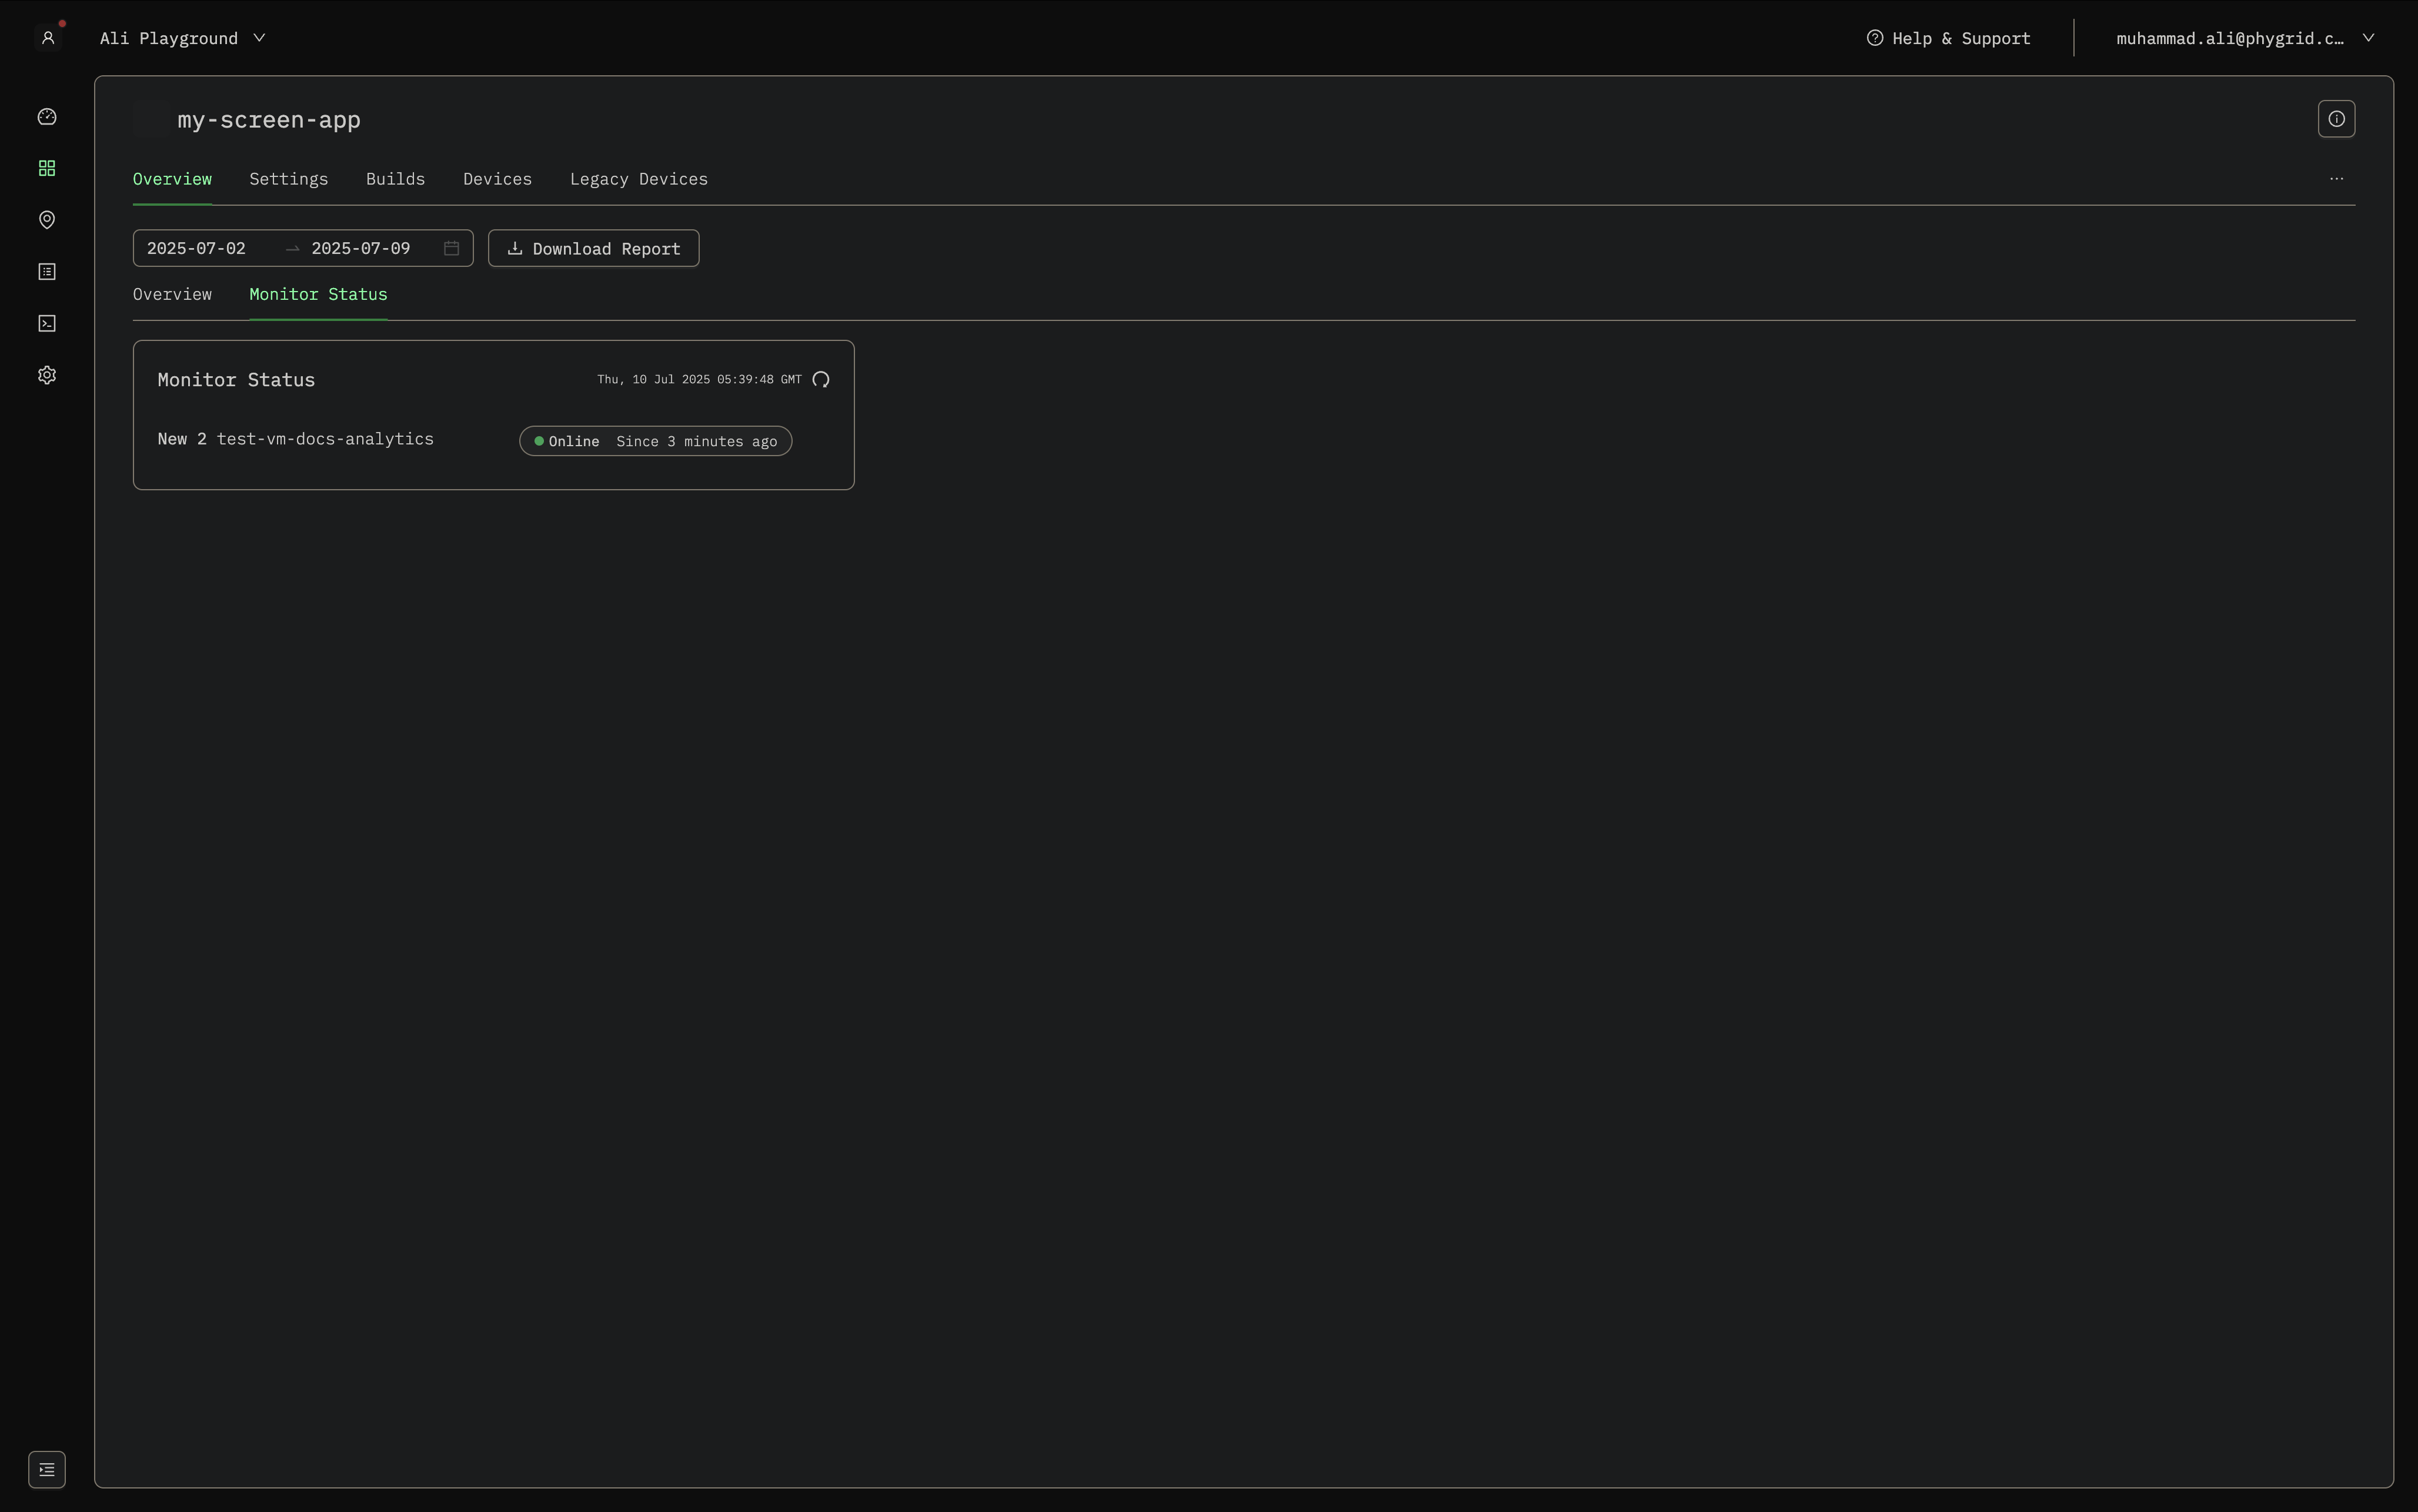 Ali Playground
Help & Support
muhammad.ali@phygrid.c…
my-screen-app
Overview Settings Builds Devices Legacy Devices
2025-07-02 → 2025-07-09 Download Report
Overview Monitor Status
Monitor Status Thu, 10 Jul 2025 05:39:48 GMT
New 2 test-vm-docs-analytics Online Since 3 minutes ago